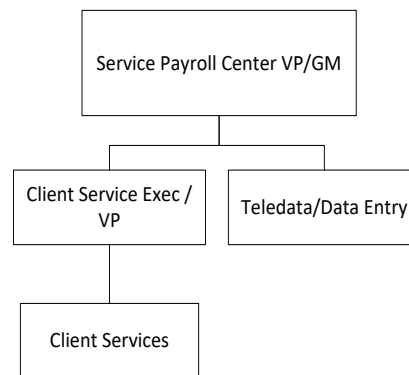 Service Payroll Center VP/GM
Client Service Exec /
VP
Teledata/Data Entry
Client Services